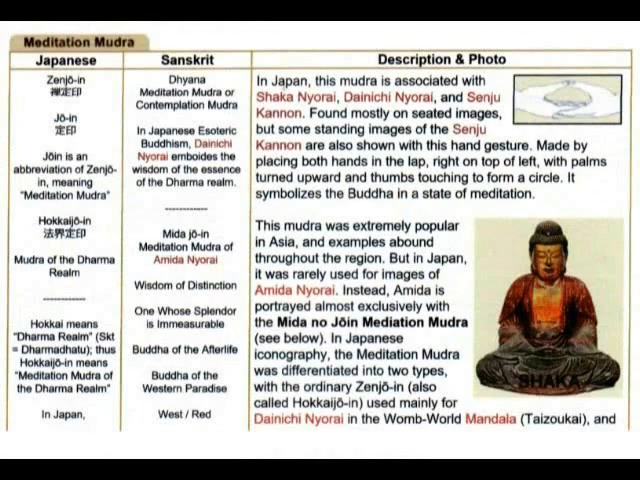 Meditation Mudra
Japanese
Sanskrit
Description & Photo
Zenjō-in
禅定印
Jō-in
定印
Jōin is an
abbreviation of Zenjō-
in, meaning
"Meditation Mudra"
Hokkaijō-in
法界定印
Mudra of the Dharma
Realm
------------
Hokkai means
"Dharma Realm" (Skt
= Dharmadhatu); thus
Hokkaijō-in means
"Meditation Mudra of
the Dharma Realm"
In Japan,
Dhyana
Meditation Mudra or
Contemplation Mudra
In Japanese Esoteric
Buddhism, Dainichi
Nyorai emboides the
wisdom of the essence
of the Dharma realm.
------------
Mida jō-in
Meditation Mudra of
Amida Nyorai
Wisdom of Distinction
One Whose Splendor
is Immeasurable
Buddha of the Afterlife
Buddha of the
Western Paradise
West / Red
In Japan, this mudra is associated with
Shaka Nyorai, Dainichi Nyorai, and Senju
Kannon. Found mostly on seated images,
but some standing images of the Senju
Kannon are also shown with this hand gesture. Made by
placing both hands in the lap, right on top of left, with palms
turned upward and thumbs touching to form a circle. It
symbolizes the Buddha in a state of meditation.
This mudra was extremely popular
in Asia, and examples abound
throughout the region. But in Japan,
it was rarely used for images of
Amida Nyorai. Instead, Amida is
portrayed almost exclusively with
the Mida no Jōin Mediation Mudra
(see below). In Japanese
iconography, the Meditation Mudra
was differentiated into two types,
with the ordinary Zenjō-in (also
called Hokkaijō-in) used mainly for
Dainichi Nyorai in the Womb-World Mandala (Taizoukai), and
SHAKA